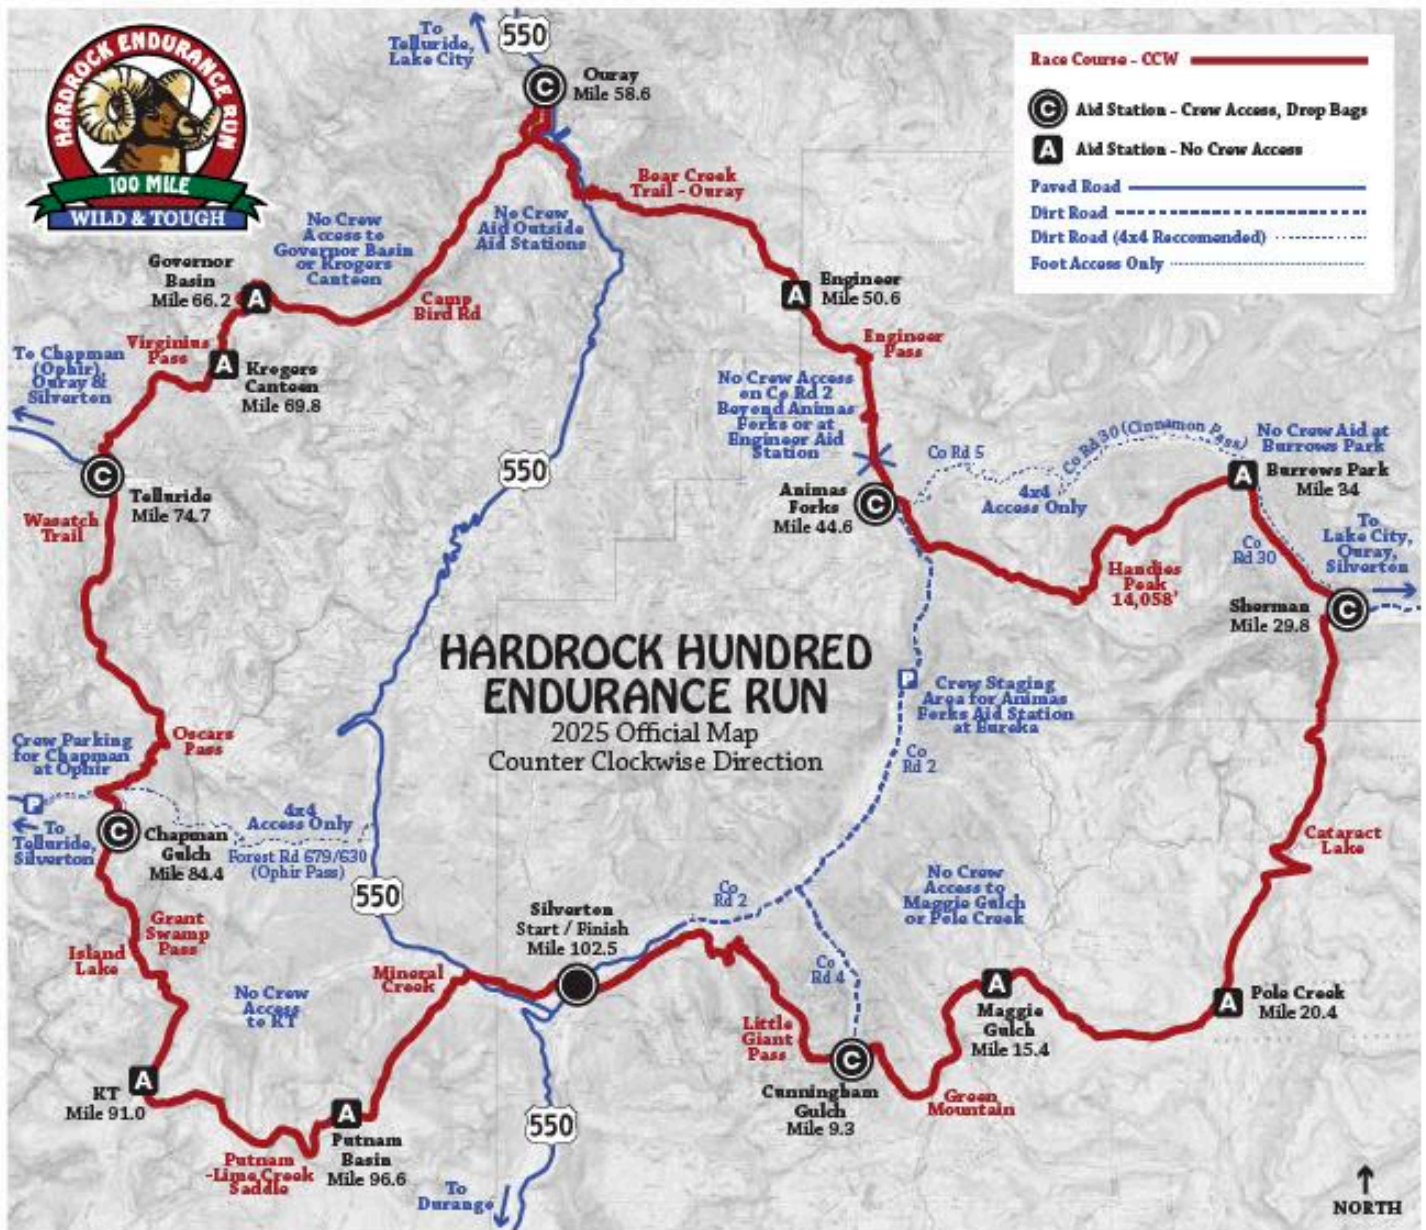 HARDROCK ENDURANCE RUN
100 MILE
WILD & TOUGH
To
Telluride,
Lake City
550
Ouray
Mile 58.6
Race Course - CCW
C
Aid Station - Crew Access, Drop Bags
A
Aid Station - No Crew Access
Paved Road
Dirt Road
Dirt Road (4x4 Reccomended)
Foot Access Only
Bear Creek
Trail - Ouray
No Crew
Access to
Governor Basin
or Krogers
Canteen
No Crew
Aid Outside
Aid Stations
Governor
Basin
Mile 66.2
A
Camp
Bird Rd
Engineer
Mile 50.6
A
Engineer
Pass
Virginius
Pass
A
Krogers
Canteen
Mile 69.8
To Chapman
(Ophir),
Ouray &
Silverton
No Crew Access
on Co Rd 2
Beyond Animas
Forks or at
Engineer Aid
Station
Co Rd 5
Co Rd 30 (Cinnamon Pass)
No Crew Aid at
Burrows Park
A
Burrows Park
Mile 34
4x4
Access Only
550
C
Telluride
Mile 74.7
Wasatch
Trail
Animas
Forks
Mile 44.6
C
Co
Rd 30
To
Lake City,
Ouray,
Silverton
Handies
Peak
14,058'
Sherman
Mile 29.8
C
HARDROCK HUNDRED
ENDURANCE RUN
2025 Official Map
Counter Clockwise Direction
P
Crew Staging
Area for Animas
Forks Aid Station
at Eureka
Co
Rd 2
Oscars
Pass
Crew Parking
for Chapman
at Ophir
P
To
Telluride,
Silverton
C
Chapman
Gulch
Mile 84.4
4x4
Access Only
Forest Rd 679/630
(Ophir Pass)
Cataract
Lake
550
Co
Rd 2
No Crew
Access to
Maggie Gulch
or Pole Creek
Silverton
Start / Finish
Mile 102.5
Grant
Swamp
Pass
Island
Lake
Mineral
Creek
No Crew
Access
to KT
Co
Rd 4
A
Maggie
Gulch
Mile 15.4
A
Pole Creek
Mile 20.4
Little
Giant
Pass
C
Cunningham
Gulch
Mile 9.3
Green
Mountain
A
KT
Mile 91.0
A
Putnam
Basin
Mile 96.6
Putnam
-Lime Creek
Saddle
550
To
Durango
NORTH